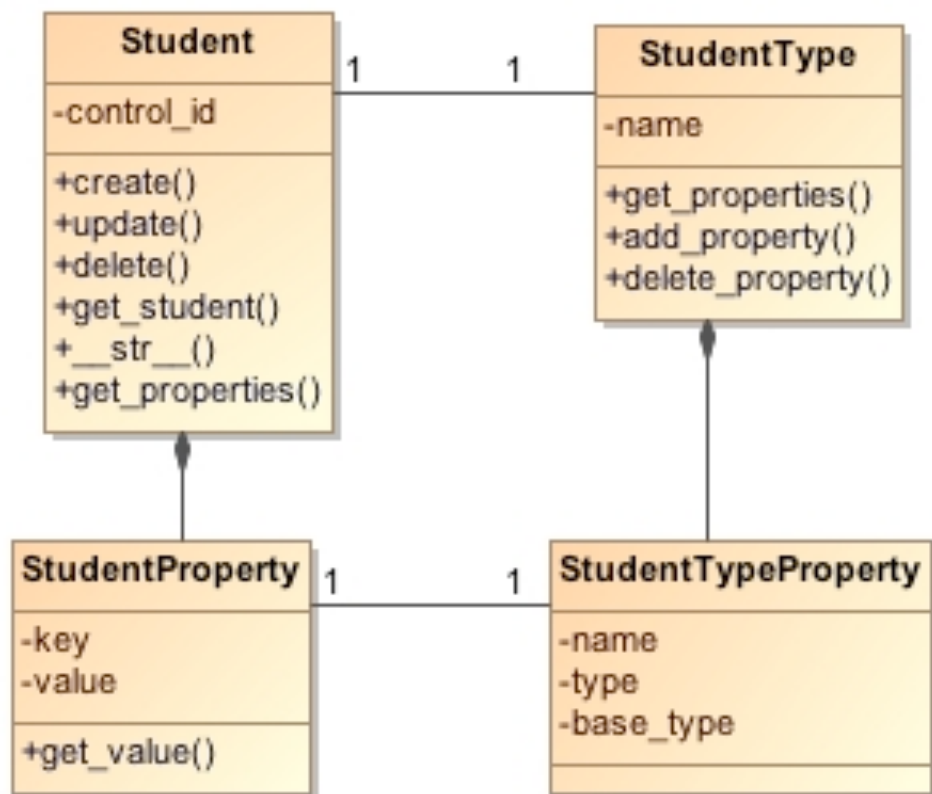 Student
-control_id
+create()
+update()
+delete()
+get_student()
+__str__()
+get_properties()
1
1
StudentType
-name
+get_properties()
+add_property()
+delete_property()
StudentProperty
-key
-value
+get_value()
1
1
StudentTypeProperty
-name
-type
-base_type